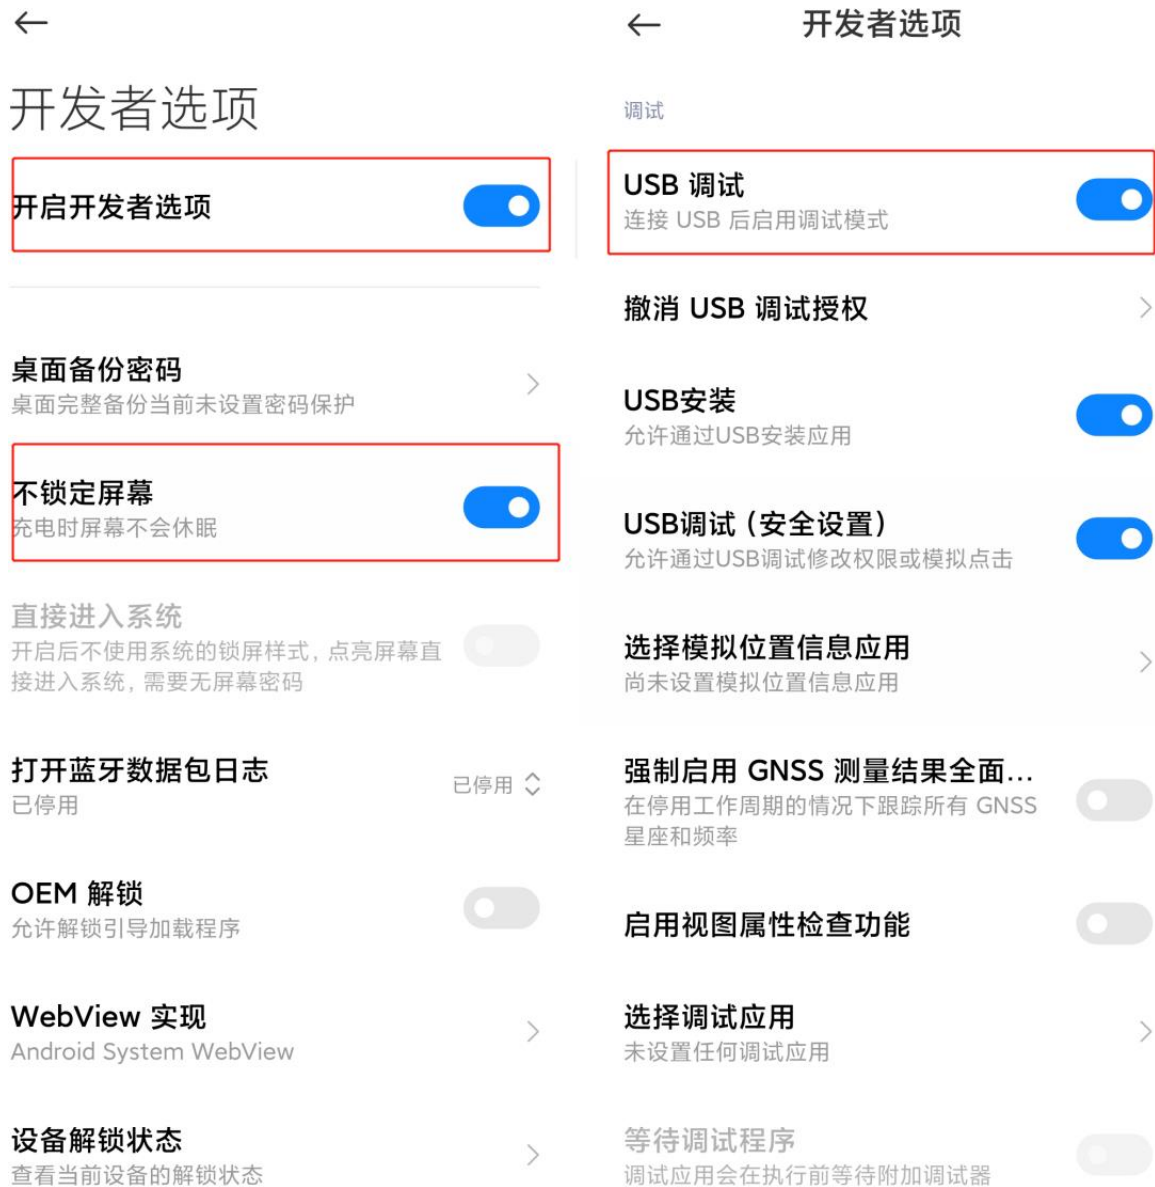 开发者选项
开启开发者选项
桌面备份密码
桌面完整备份当前未设置密码保护
不锁定屏幕
充电时屏幕不会休眠
直接进入系统
开启后不使用系统的锁屏样式，点亮屏幕直
接进入系统，需要无屏幕密码
打开蓝牙数据包日志
已停用
已停用
OEM 解锁
允许解锁引导加载程序
WebView 实现
Android System WebView
设备解锁状态
查看当前设备的解锁状态
开发者选项
调试
USB 调试
连接 USB 后启用调试模式
撤消 USB 调试授权
USB安装
允许通过USB安装应用
USB调试（安全设置）
允许通过USB调试修改权限或模拟点击
选择模拟位置信息应用
尚未设置模拟位置信息应用
强制启用 GNSS 测量结果全面...
在停用工作周期的情况下跟踪所有 GNSS
星座和频率
启用视图属性检查功能
选择调试应用
未设置任何调试应用
等待调试程序
调试应用会在执行前等待附加调试器